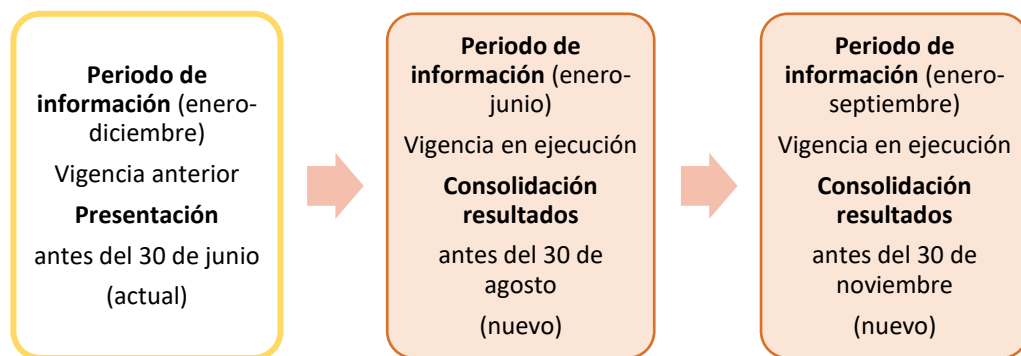 Periodo de
información (enero-
diciembre)
Vigencia anterior
Presentación
antes del 30 de junio
(actual)
Periodo de
información (enero-
junio)
Vigencia en ejecución
Consolidación
resultados
antes del 30 de
agosto
(nuevo)
Periodo de
información (enero-
septiembre)
Vigencia en ejecución
Consolidación
resultados
antes del 30 de
noviembre
(nuevo)